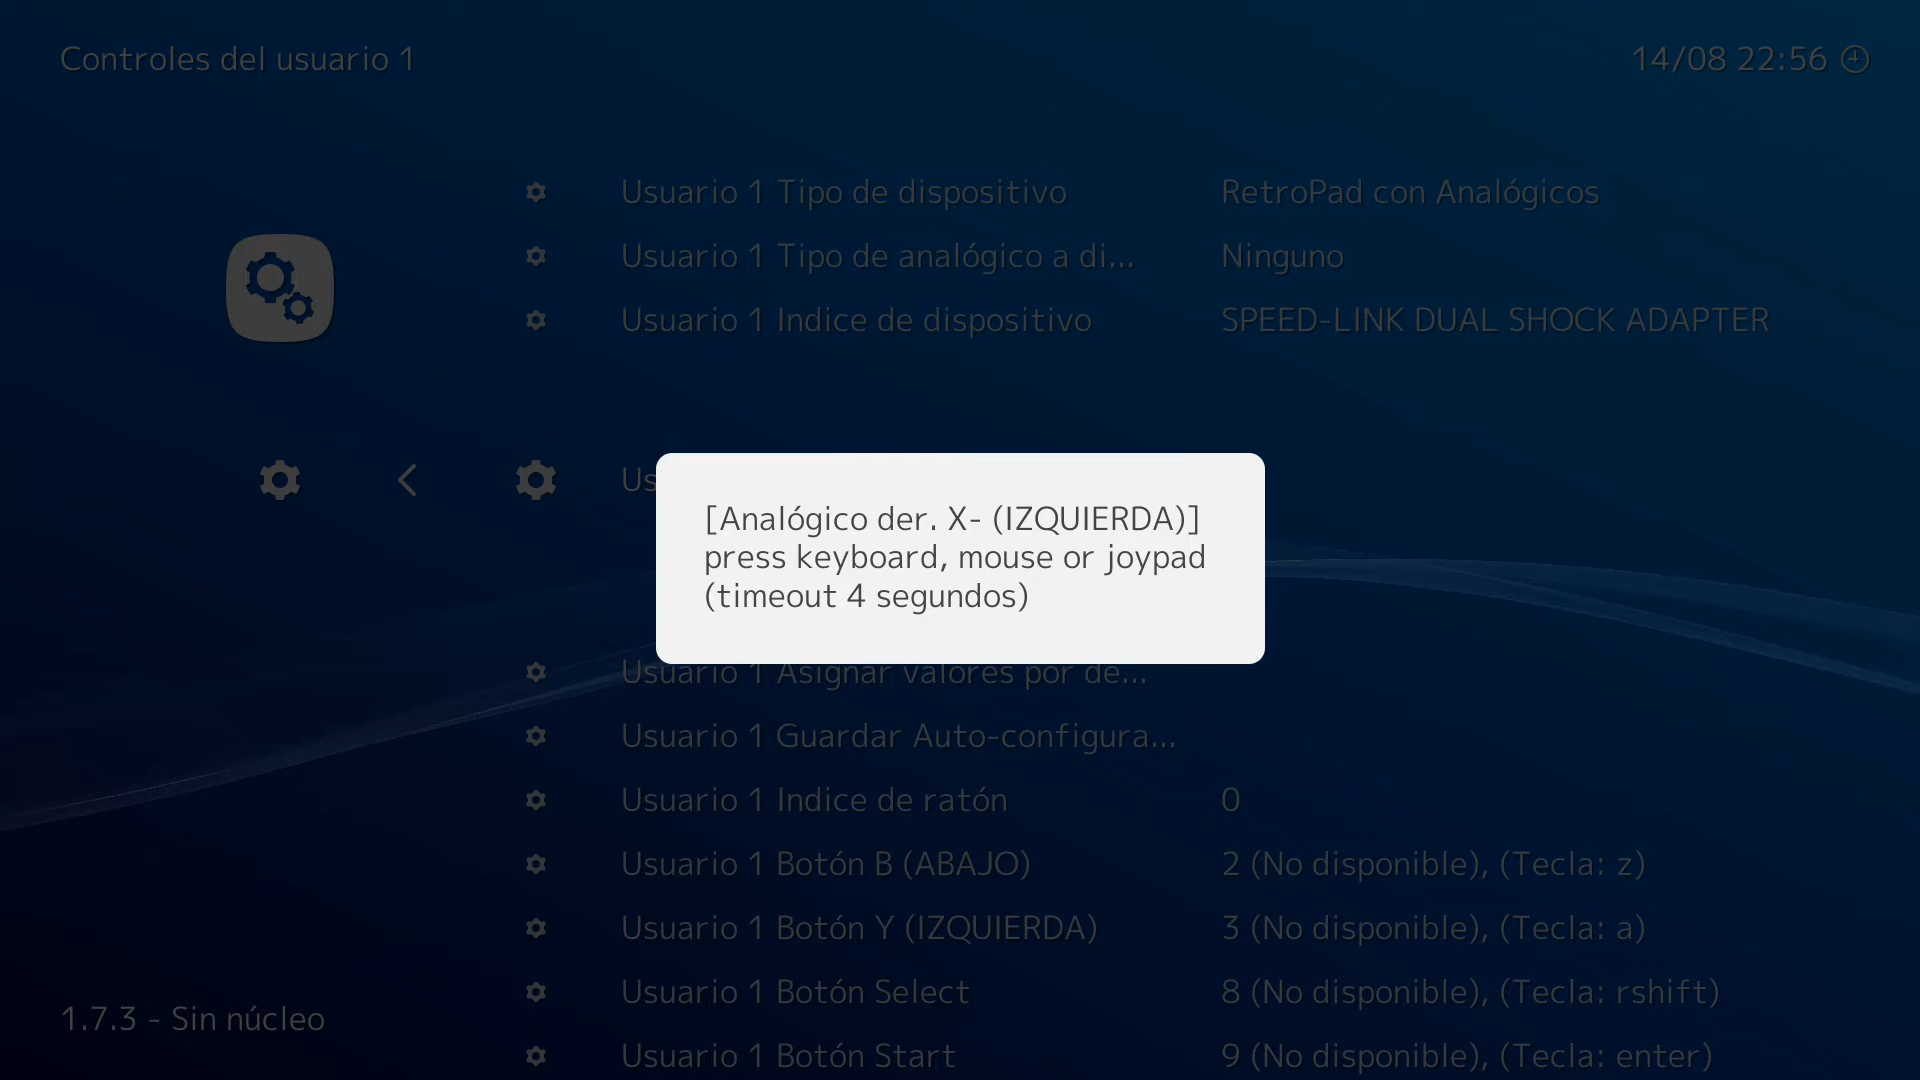 Controles del usuario 1
14/08 22:56
Usuario 1 Tipo de dispositivo RetroPad con Analógicos
Usuario 1 Tipo de analógico a di... Ninguno
Usuario 1 Indice de dispositivo SPEED-LINK DUAL SHOCK ADAPTER
Us
[Analógico der. X- (IZQUIERDA)]
press keyboard, mouse or joypad
(timeout 4 segundos)
Usuario 1 Asignar valores por de...
Usuario 1 Guardar Auto-configura...
Usuario 1 Indice de ratón 0
Usuario 1 Botón B (ABAJO) 2 (No disponible), (Tecla: z)
Usuario 1 Botón Y (IZQUIERDA) 3 (No disponible), (Tecla: a)
Usuario 1 Botón Select 8 (No disponible), (Tecla: rshift)
Usuario 1 Botón Start 9 (No disponible), (Tecla: enter)
1.7.3 - Sin núcleo